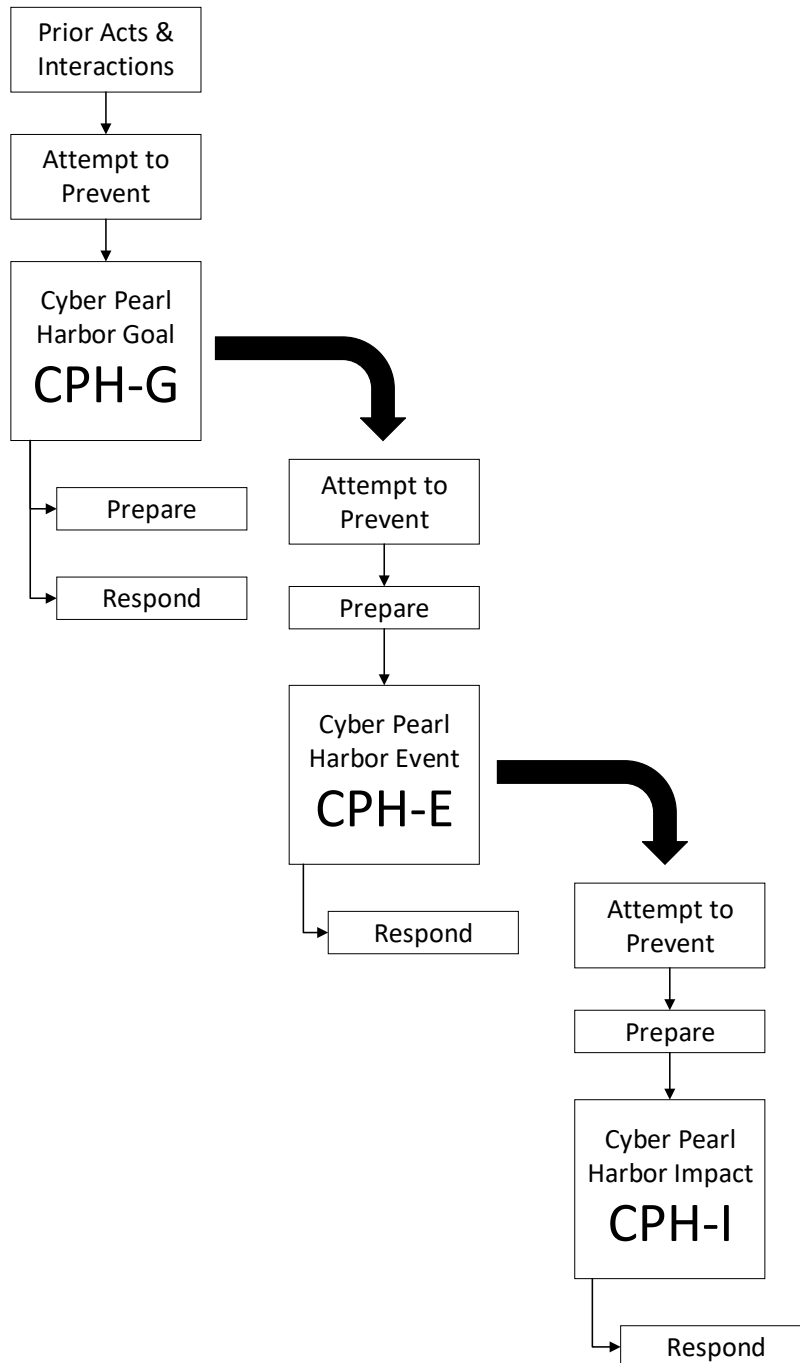 Prior Acts &
Interactions
Attempt to
Prevent
Cyber Pearl
Harbor Goal
CPH-G
Prepare
Respond
Attempt to
Prevent
Prepare
Cyber Pearl
Harbor Event
CPH-E
Respond
Attempt to
Prevent
Prepare
Cyber Pearl
Harbor Impact
CPH-I
Respond